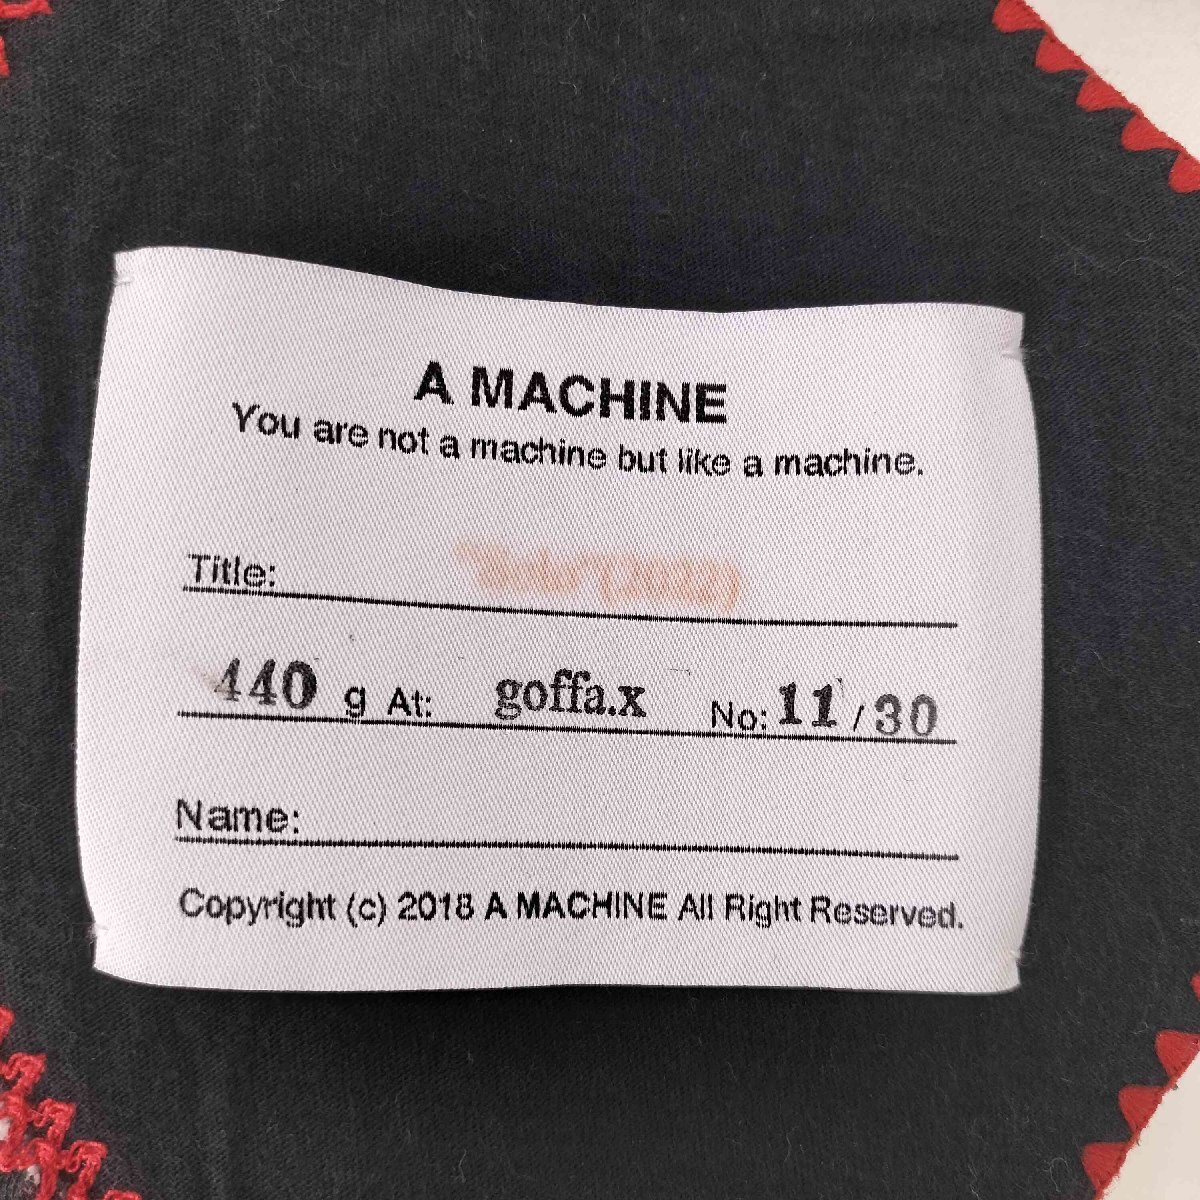 A MACHINE
You are not a machine but like a machine.
Title:
440 g At: goffa.x No: 11 / 30
Name:
Copyright (c) 2018 A MACHINE All Right Reserved.